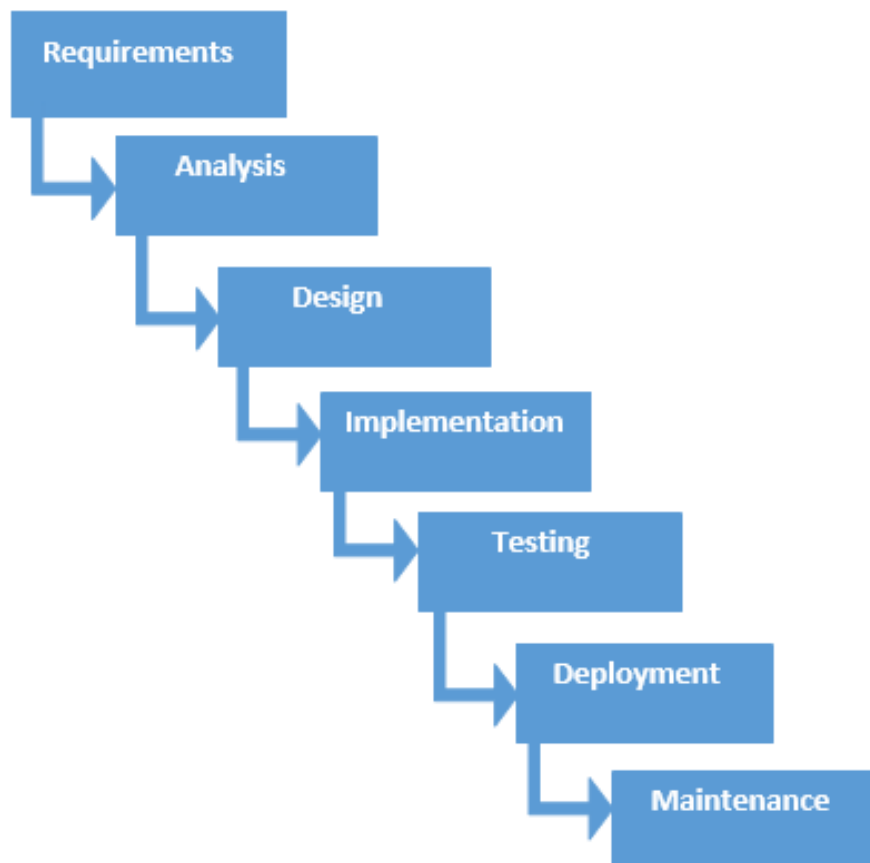 Requirements
Analysis
Design
Implementation
Testing
Deployment
Maintenance